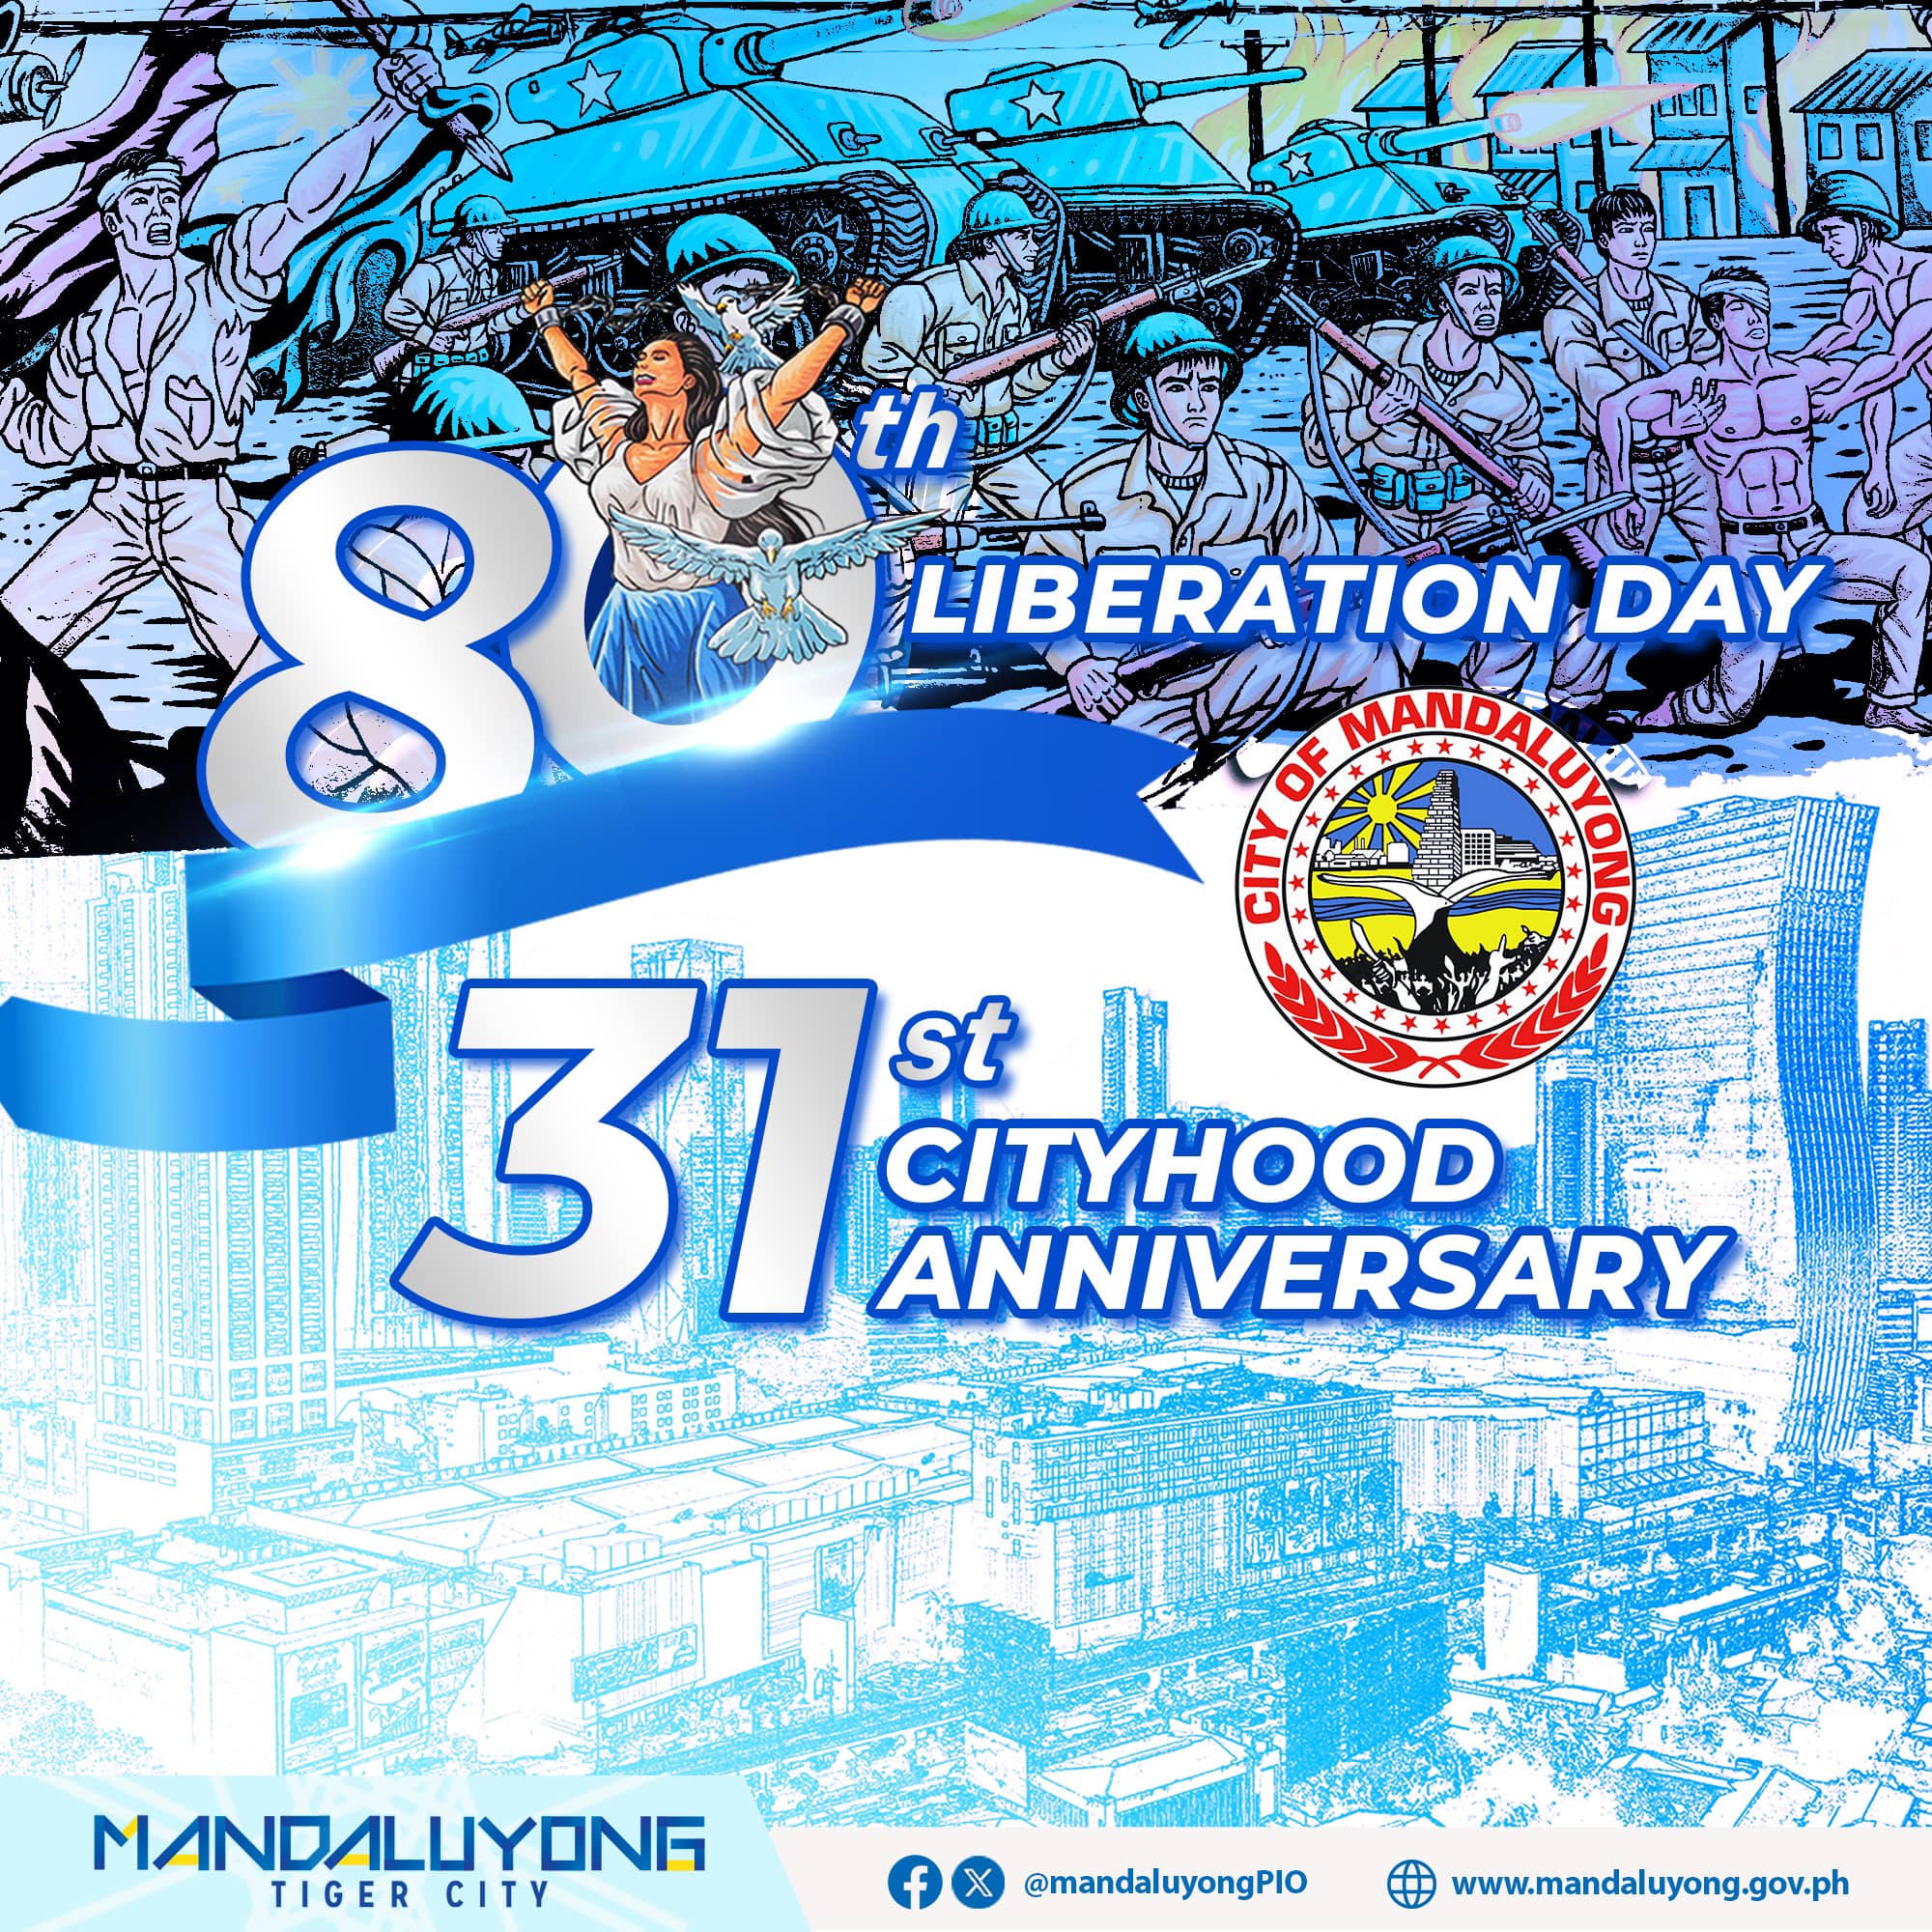 80th
LIBERATION DAY
CITY OF MANDALUYONG
31st
CITYHOOD
ANNIVERSARY
MANDALUYONG
TIGER CITY
@mandaluyongPIO
www.mandaluyong.gov.ph